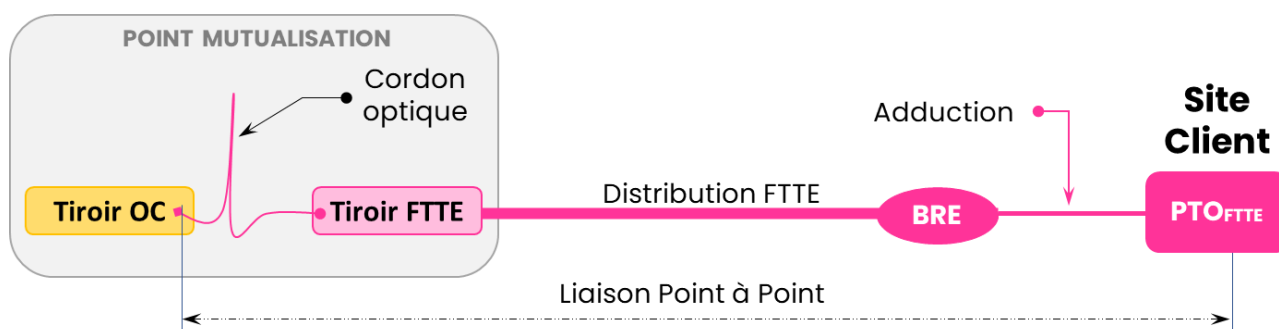 POINT MUTUALISATION
Cordon
optique
Adduction
Site
Client
Tiroir OC
Tiroir FTTE
Distribution FTTE
BRE
PTOFTTE
Liaison Point à Point